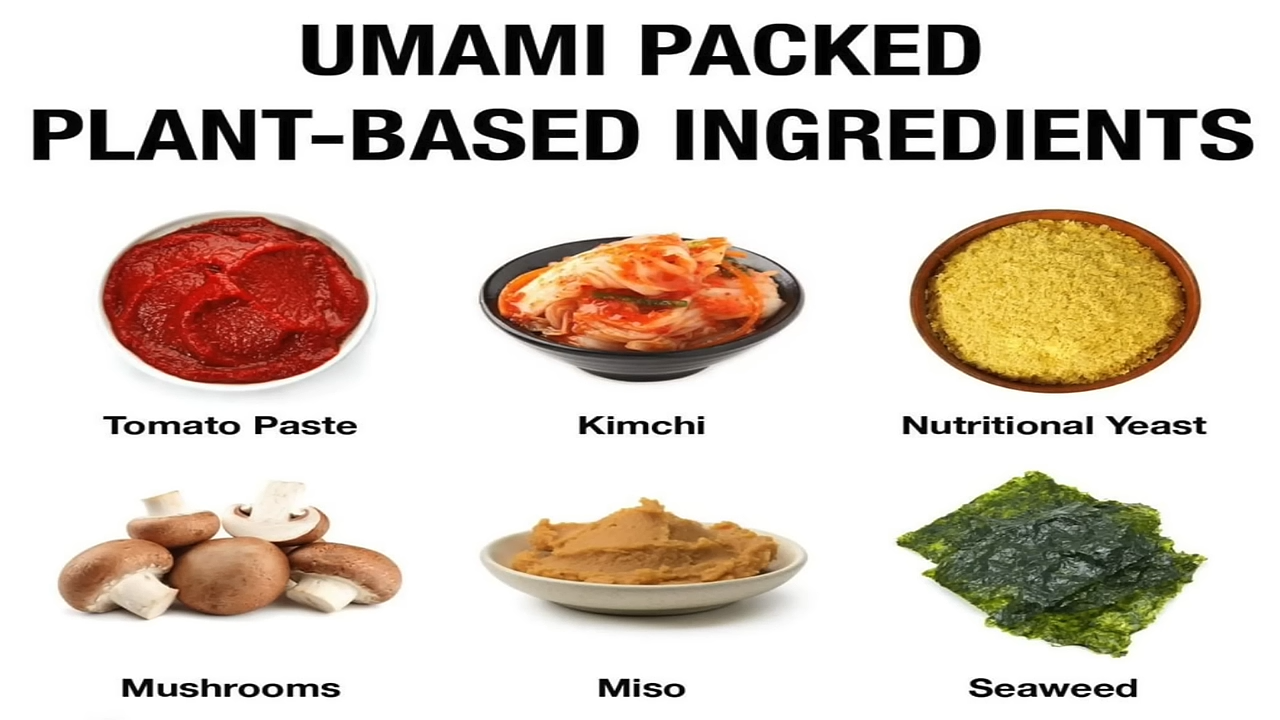 UMAMI PACKED
PLANT-BASED INGREDIENTS
Tomato Paste
Kimchi
Nutritional Yeast
Mushrooms
Miso
Seaweed